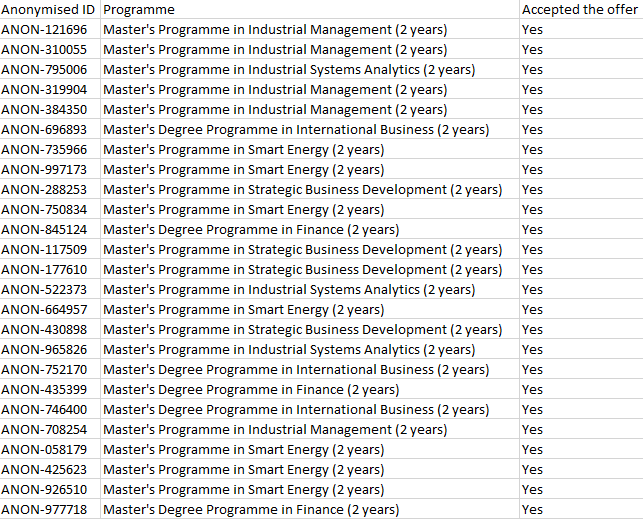 Anonymised ID Programme Accepted the offer
ANON-121696 Master's Programme in Industrial Management (2 years) Yes
ANON-310055 Master's Programme in Industrial Management (2 years) Yes
ANON-795006 Master's Programme in Industrial Systems Analytics (2 years) Yes
ANON-319904 Master's Programme in Industrial Management (2 years) Yes
ANON-384350 Master's Programme in Industrial Management (2 years) Yes
ANON-696893 Master's Degree Programme in International Business (2 years) Yes
ANON-735966 Master's Programme in Smart Energy (2 years) Yes
ANON-997173 Master's Programme in Smart Energy (2 years) Yes
ANON-288253 Master's Programme in Strategic Business Development (2 years) Yes
ANON-750834 Master's Programme in Smart Energy (2 years) Yes
ANON-845124 Master's Degree Programme in Finance (2 years) Yes
ANON-117509 Master's Programme in Strategic Business Development (2 years) Yes
ANON-177610 Master's Programme in Strategic Business Development (2 years) Yes
ANON-522373 Master's Programme in Industrial Systems Analytics (2 years) Yes
ANON-664957 Master's Programme in Smart Energy (2 years) Yes
ANON-430898 Master's Programme in Strategic Business Development (2 years) Yes
ANON-965826 Master's Programme in Industrial Systems Analytics (2 years) Yes
ANON-752170 Master's Degree Programme in International Business (2 years) Yes
ANON-435399 Master's Degree Programme in Finance (2 years) Yes
ANON-746400 Master's Degree Programme in International Business (2 years) Yes
ANON-708254 Master's Programme in Industrial Management (2 years) Yes
ANON-058179 Master's Programme in Smart Energy (2 years) Yes
ANON-425623 Master's Programme in Smart Energy (2 years) Yes
ANON-926510 Master's Programme in Smart Energy (2 years) Yes
ANON-977718 Master's Degree Programme in Finance (2 years) Yes